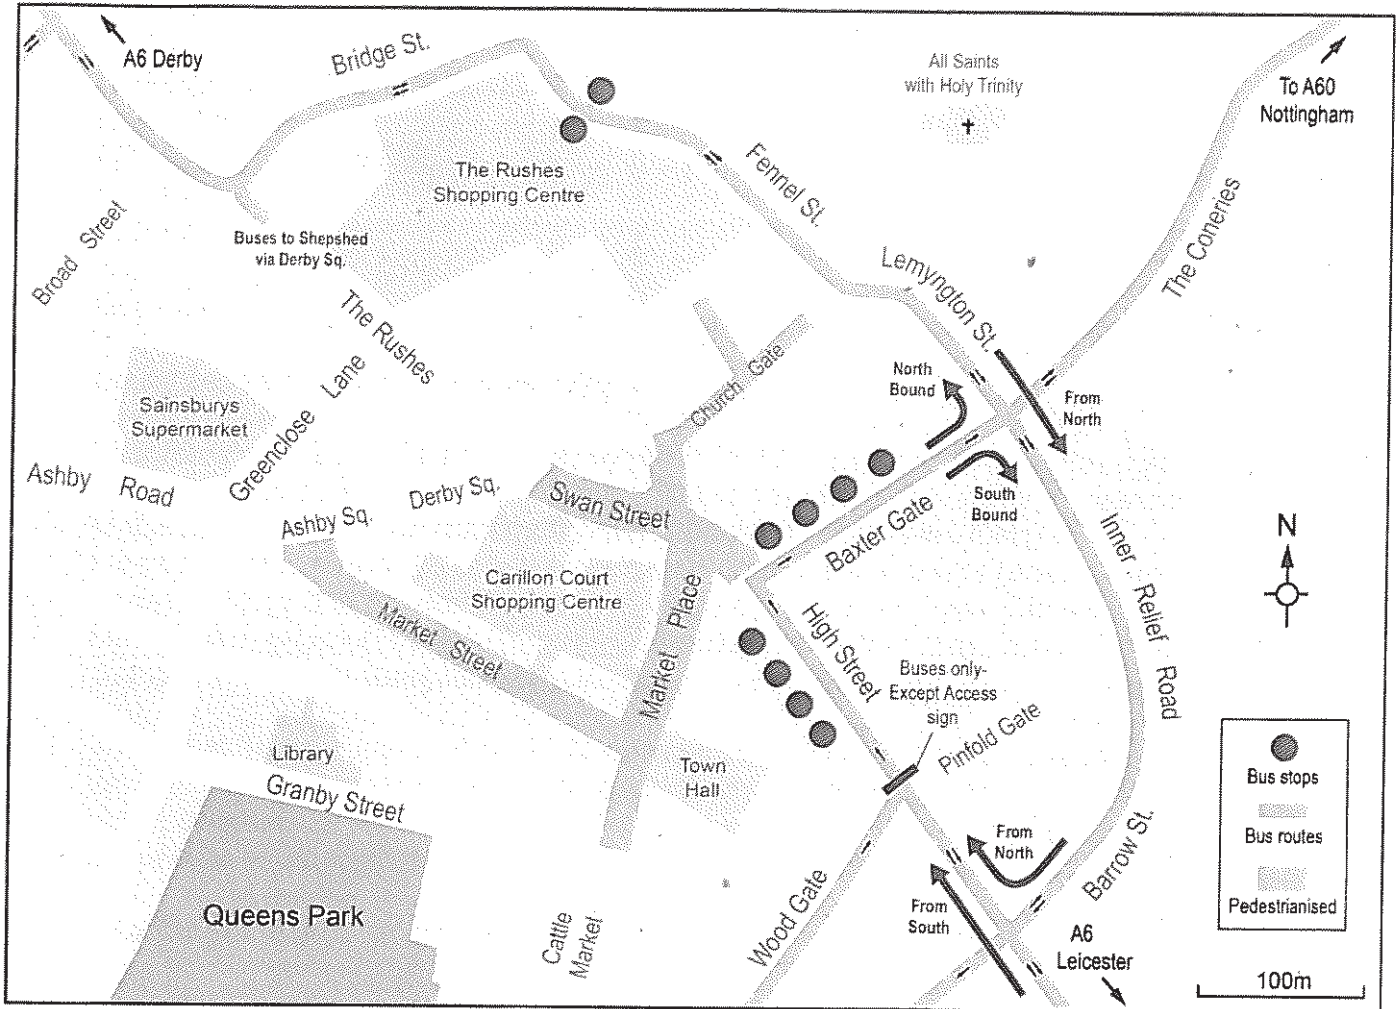 A6 Derby
Bridge St.
All Saints
with Holy Trinity
To A60
Nottingham
The Rushes
Shopping Centre
Fennel St.
The Coneries
Broad Street
Buses to Shepshed
via Derby Sq.
Lemyngton St.
The Rushes
North
Bound
From
North
Church Gate
Sainsburys
Supermarket
Greenclose Lane
Ashby Road
Derby Sq.
Swan Street
Ashby Sq.
South
Bound
Baxter Gate
Inner Relief Road
N
Carillon Court
Shopping Centre
Market Place
Market Street
High Street
Buses only-
Except Access
sign
Pinfold Gate
Library
Granby Street
Town
Hall
Bus stops
Bus routes
Pedestrianised
From
North
Barrow St.
Queens Park
Cattle
Market
Wood Gate
From
South
A6
Leicester
100m